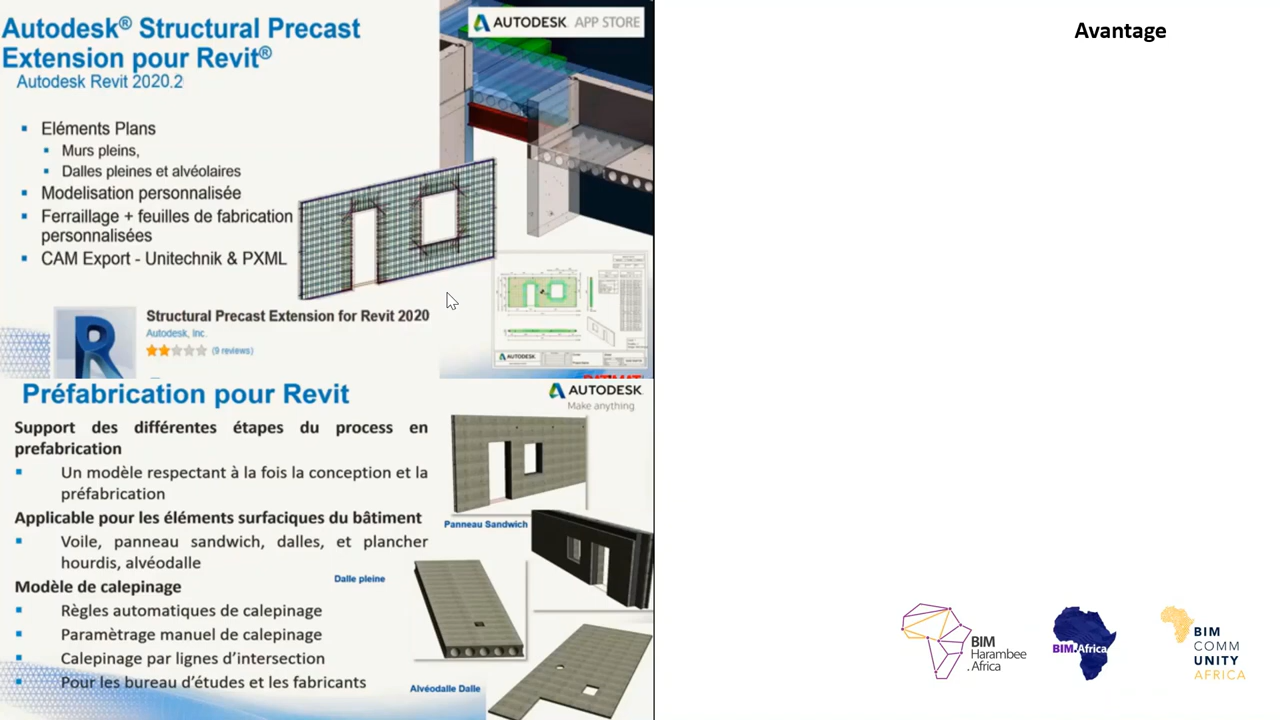 Autodesk® Structural Precast
Extension pour Revit®
Autodesk Revit 2020.2
AUTODESK. APP STORE
Eléments Plans
Murs pleins,
Dalles pleines et alvéolaires
Modelisation personnalisée
Ferraillage + feuilles de fabrication
personnalisées
CAM Export - Unitechnik & PXML
Structural Precast Extension for Revit 2020
Autodesk, Inc.
(9 reviews)
AUTODESK
Préfabrication pour Revit
AUTODESK.
Make anything
Support des différentes étapes du process en
prefabrication
Un modèle respectant à la fois la conception et la
préfabrication
Applicable pour les éléments surfaciques du bâtiment
Voile, panneau sandwich, dalles, et plancher
hourdis, alvéodalle
Modèle de calepinage
Règles automatiques de calepinage
Paramètrage manuel de calepinage
Calepinage par lignes d'intersection
Pour les bureau d'études et les fabricants
Panneau Sandwich
Dalle pleine
Alvéodalle Dalle
Avantage
BIM
Harambee
.Africa
BIM.Africa
BIM
COMM
UNITY
AFRICA